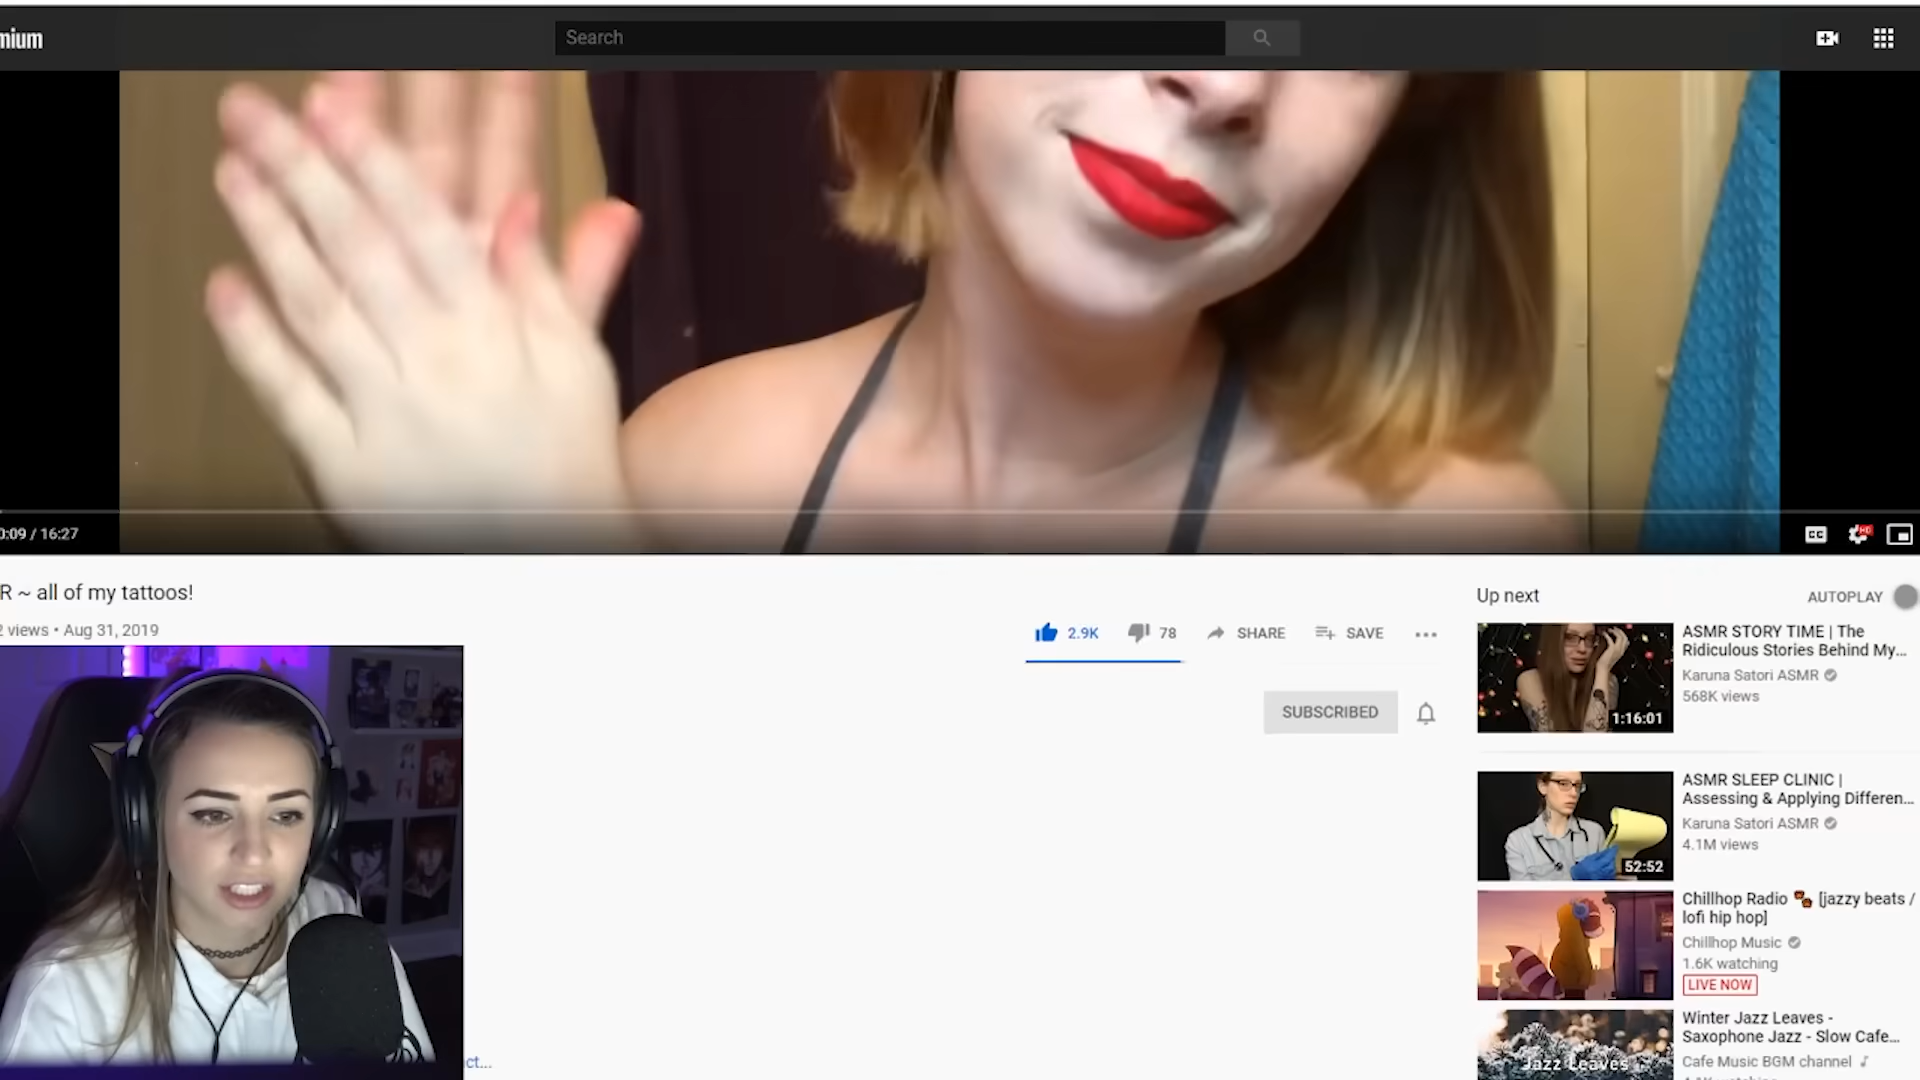 mium
Search
0:09 / 16:27
CC
HD
R ~ all of my tattoos!
2 views • Aug 31, 2019
2.9K
78
SHARE
SAVE
SUBSCRIBED
ct...
Up next
AUTOPLAY
1:16:01
ASMR STORY TIME | The
Ridiculous Stories Behind My...
Karuna Satori ASMR
568K views
52:52
ASMR SLEEP CLINIC |
Assessing & Applying Differen...
Karuna Satori ASMR
4.1M views
Chillhop Radio [jazzy beats /
lofi hip hop]
Chillhop Music
1.6K watching
LIVE NOW
Jazz Leaves
Winter Jazz Leaves -
Saxophone Jazz - Slow Cafe...
Cafe Music BGM channel